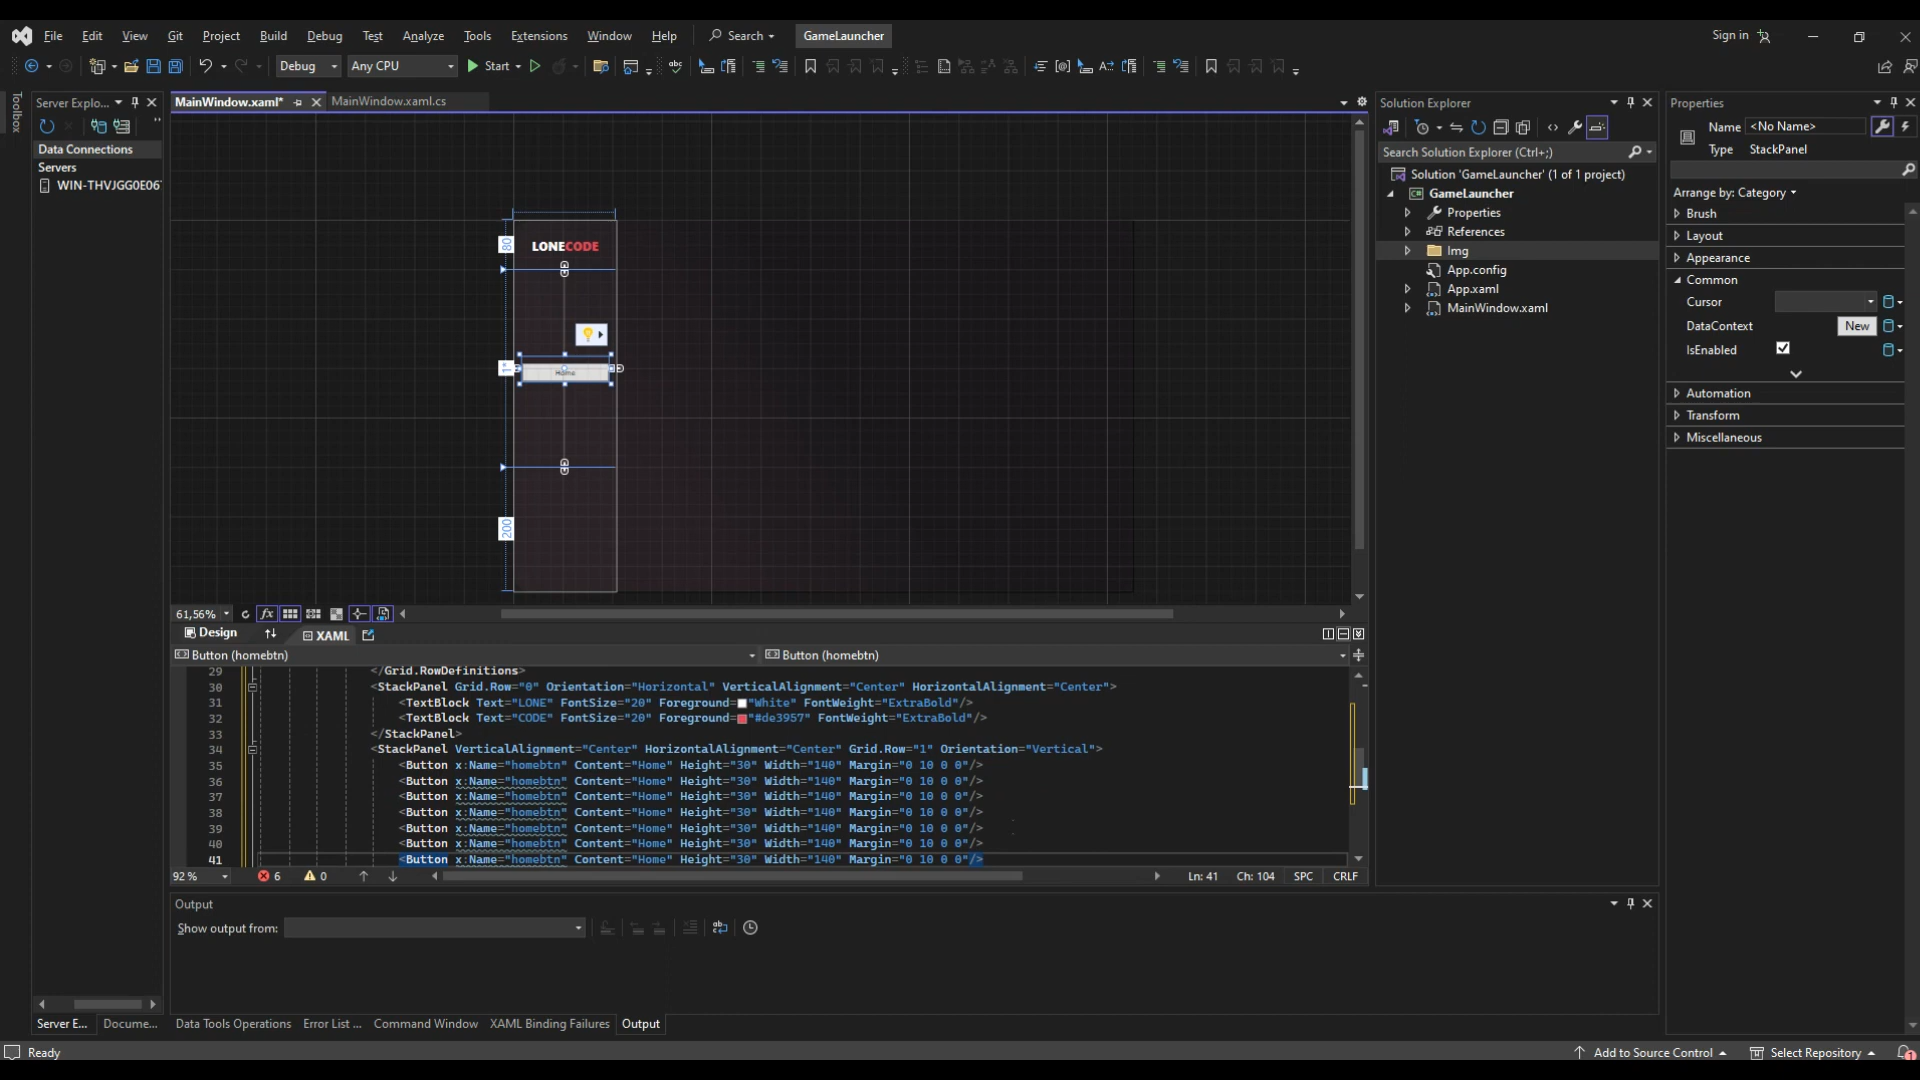 File Edit View Git Project Build Debug Test Analyze Tools Extensions Window Help Search GameLauncher Sign in
Debug Any CPU Start
Toolbox
Server Explo...
Data Connections
Servers
WIN-THVJGG0E06
MainWindow.xaml* MainWindow.xaml.cs
80
LONECODE
1*
Home
200
61,56%
Design XAML
Button (homebtn) Button (homebtn)
29 </Grid.RowDefinitions>
30 <StackPanel Grid.Row="0" Orientation="Horizontal" VerticalAlignment="Center" HorizontalAlignment="Center">
31 <TextBlock Text="LONE" FontSize="20" Foreground="White" FontWeight="ExtraBold"/>
32 <TextBlock Text="CODE" FontSize="20" Foreground="#de3957" FontWeight="ExtraBold"/>
33 </StackPanel>
34 <StackPanel VerticalAlignment="Center" HorizontalAlignment="Center" Grid.Row="1" Orientation="Vertical">
35 <Button x:Name="homebtn" Content="Home" Height="30" Width="140" Margin="0 10 0 0"/>
36 <Button x:Name="homebtn" Content="Home" Height="30" Width="140" Margin="0 10 0 0"/>
37 <Button x:Name="homebtn" Content="Home" Height="30" Width="140" Margin="0 10 0 0"/>
38 <Button x:Name="homebtn" Content="Home" Height="30" Width="140" Margin="0 10 0 0"/>
39 <Button x:Name="homebtn" Content="Home" Height="30" Width="140" Margin="0 10 0 0"/>
40 <Button x:Name="homebtn" Content="Home" Height="30" Width="140" Margin="0 10 0 0"/>
41 <Button x:Name="homebtn" Content="Home" Height="30" Width="140" Margin="0 10 0 0"/>
92 % 6 0 Ln: 41 Ch: 104 SPC CRLF
Output
Show output from:
Server E... Docume... Data Tools Operations Error List ... Command Window XAML Binding Failures Output
Solution Explorer
Search Solution Explorer (Ctrl+;)
Solution 'GameLauncher' (1 of 1 project)
GameLauncher
Properties
References
Img
App.config
App.xaml
MainWindow.xaml
Properties
Name <No Name>
Type StackPanel
Arrange by: Category
Brush
Layout
Appearance
Common
Cursor
DataContext New
IsEnabled
Automation
Transform
Miscellaneous
Ready Add to Source Control Select Repository 1